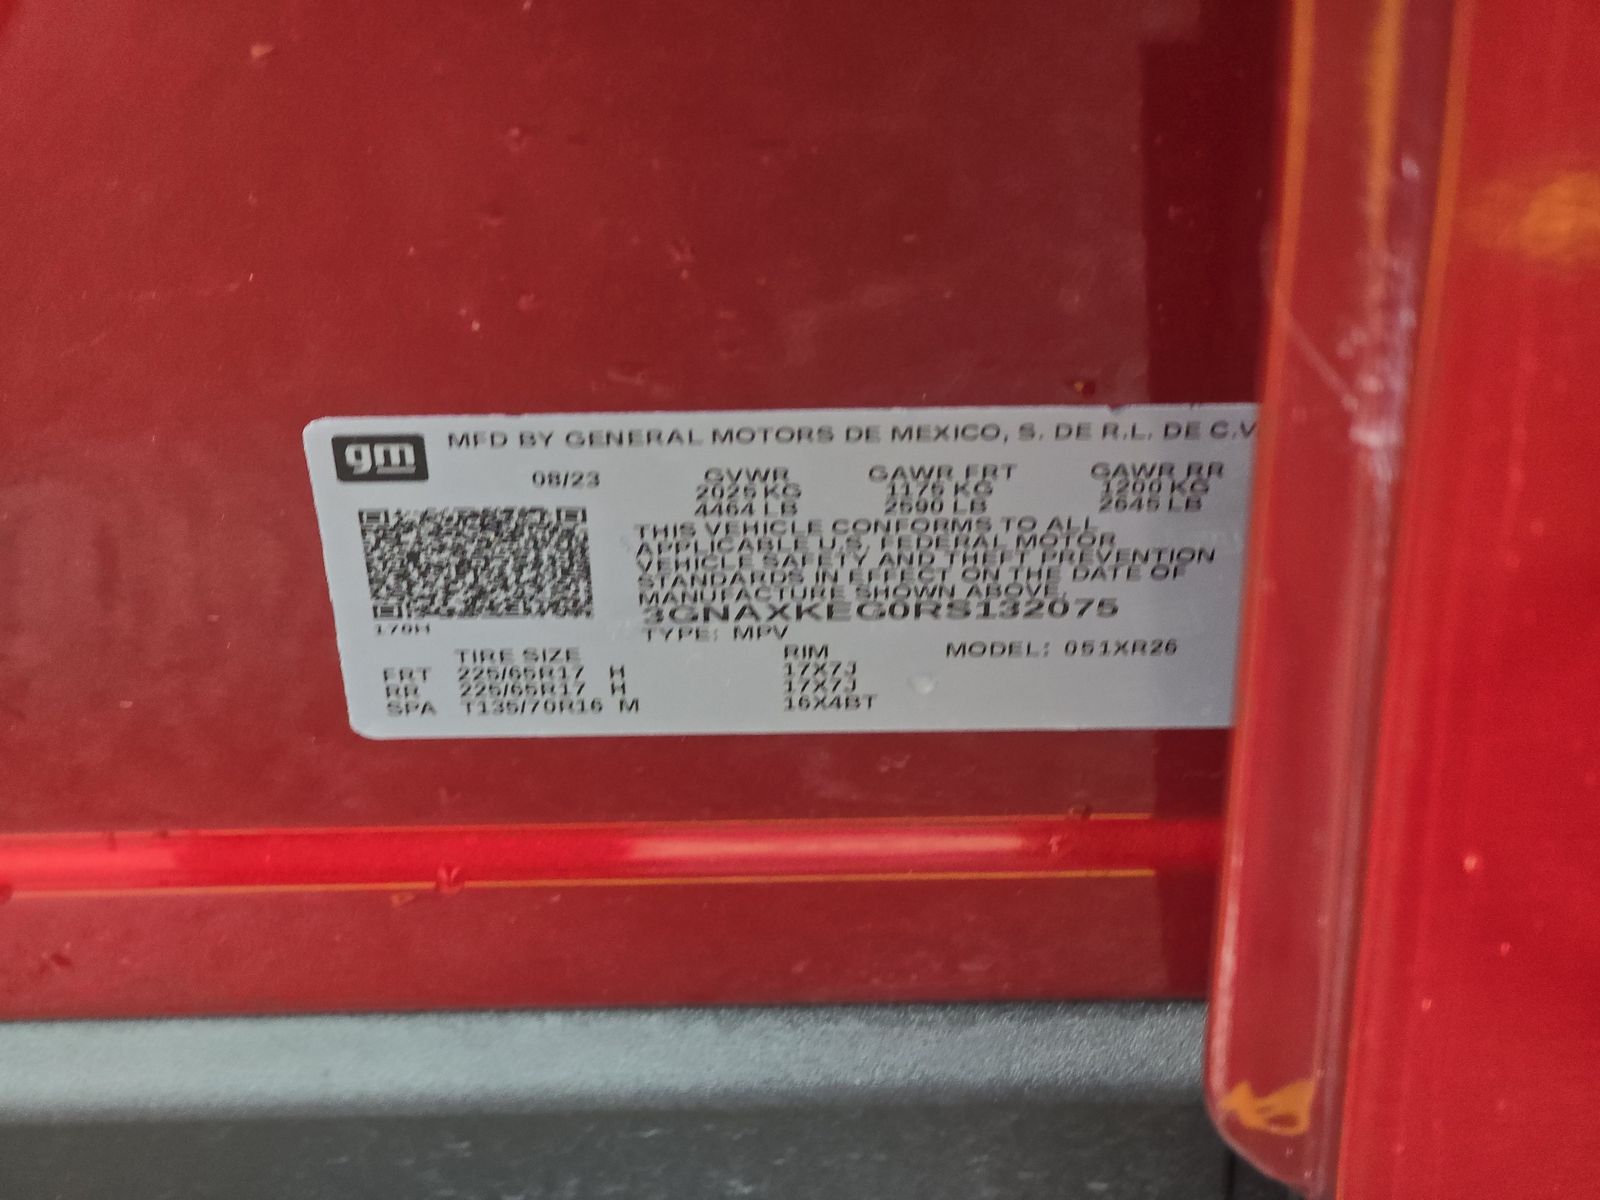 gm MFD BY GENERAL MOTORS DE MEXICO, S. DE R.L. DE C.V
08/23 GVWR GAWR FRT GAWR RR
2025 KG 1175 KG 1200 KG
4464 LB 2590 LB 2645 LB
THIS VEHICLE CONFORMS TO ALL
APPLICABLE U.S. FEDERAL MOTOR
VEHICLE SAFETY AND THEFT PREVENTION
STANDARDS IN EFFECT ON THE DATE OF
MANUFACTURE SHOWN ABOVE.
3GNAXKEG0RS132075
170H TYPE: MPV
TIRE SIZE RIM MODEL: 051XR26
FRT 225/65R17 H 17X7J
RR 225/65R17 H 17X7J
SPA T135/70R16 M 16X4BT